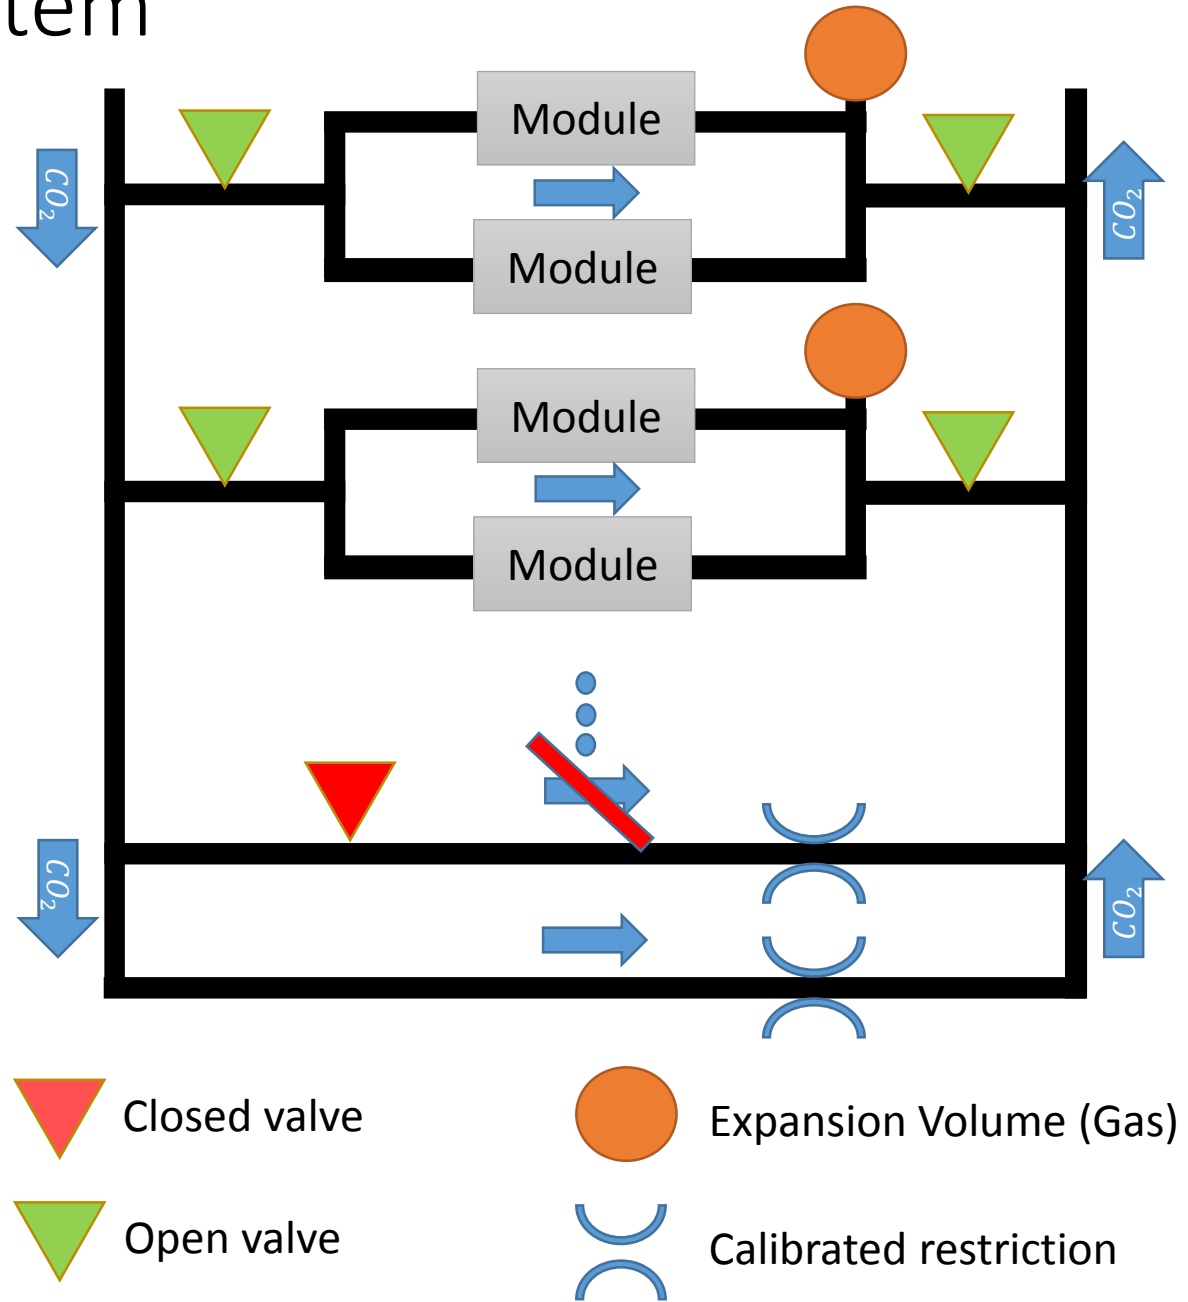 tem
Module
CO₂
CO₂
Module
Module
Module
CO₂
CO₂
Closed valve
Expansion Volume (Gas)
Open valve
Calibrated restriction